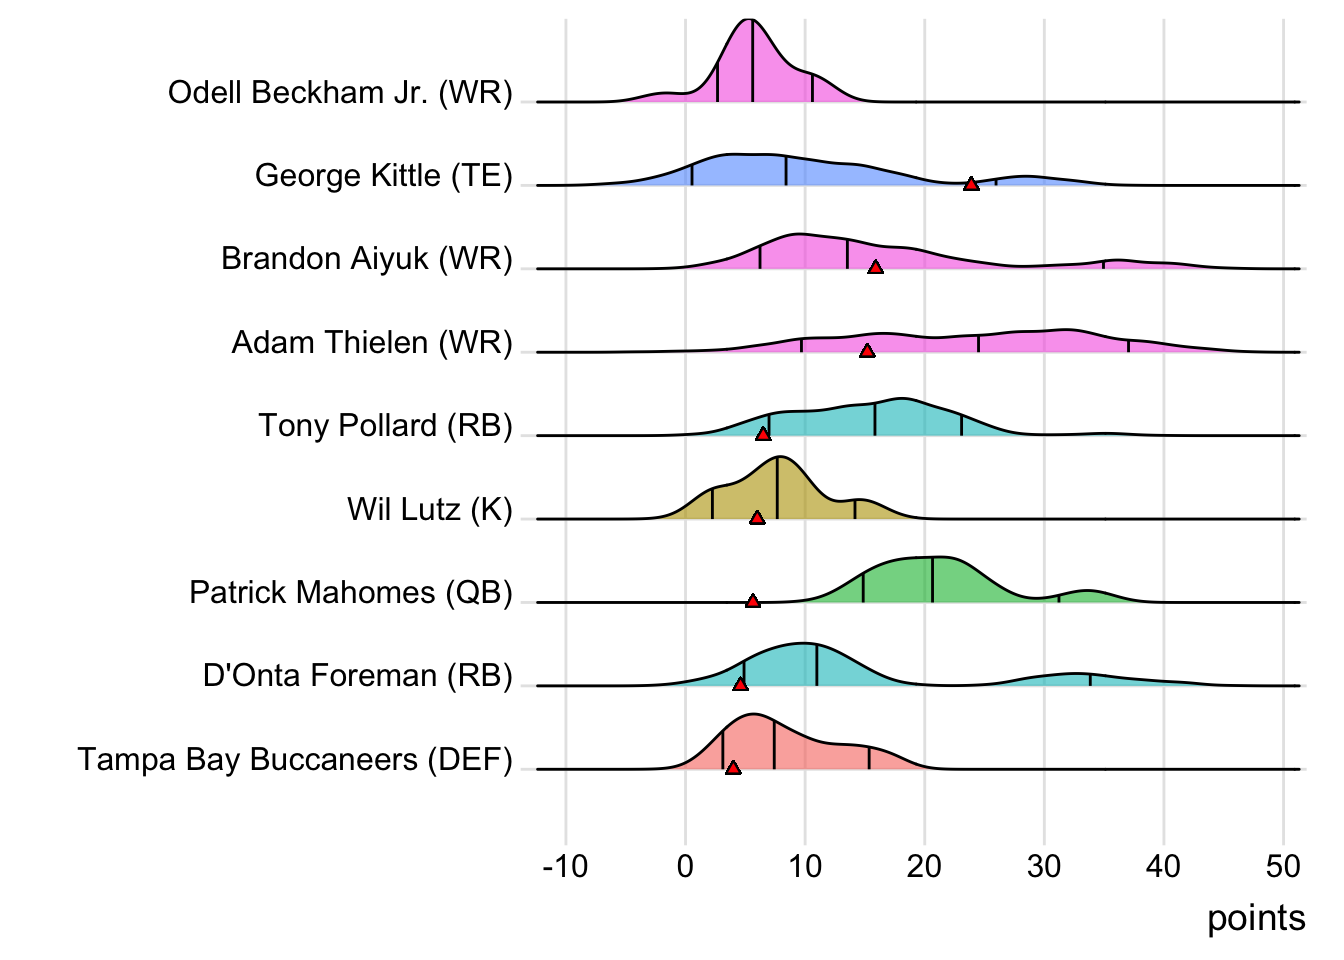 Odell Beckham Jr. (WR)
George Kittle (TE)
Brandon Aiyuk (WR)
Adam Thielen (WR)
Tony Pollard (RB)
Wil Lutz (K)
Patrick Mahomes (QB)
D'Onta Foreman (RB)
Tampa Bay Buccaneers (DEF)
-10 0 10 20 30 40 50
points